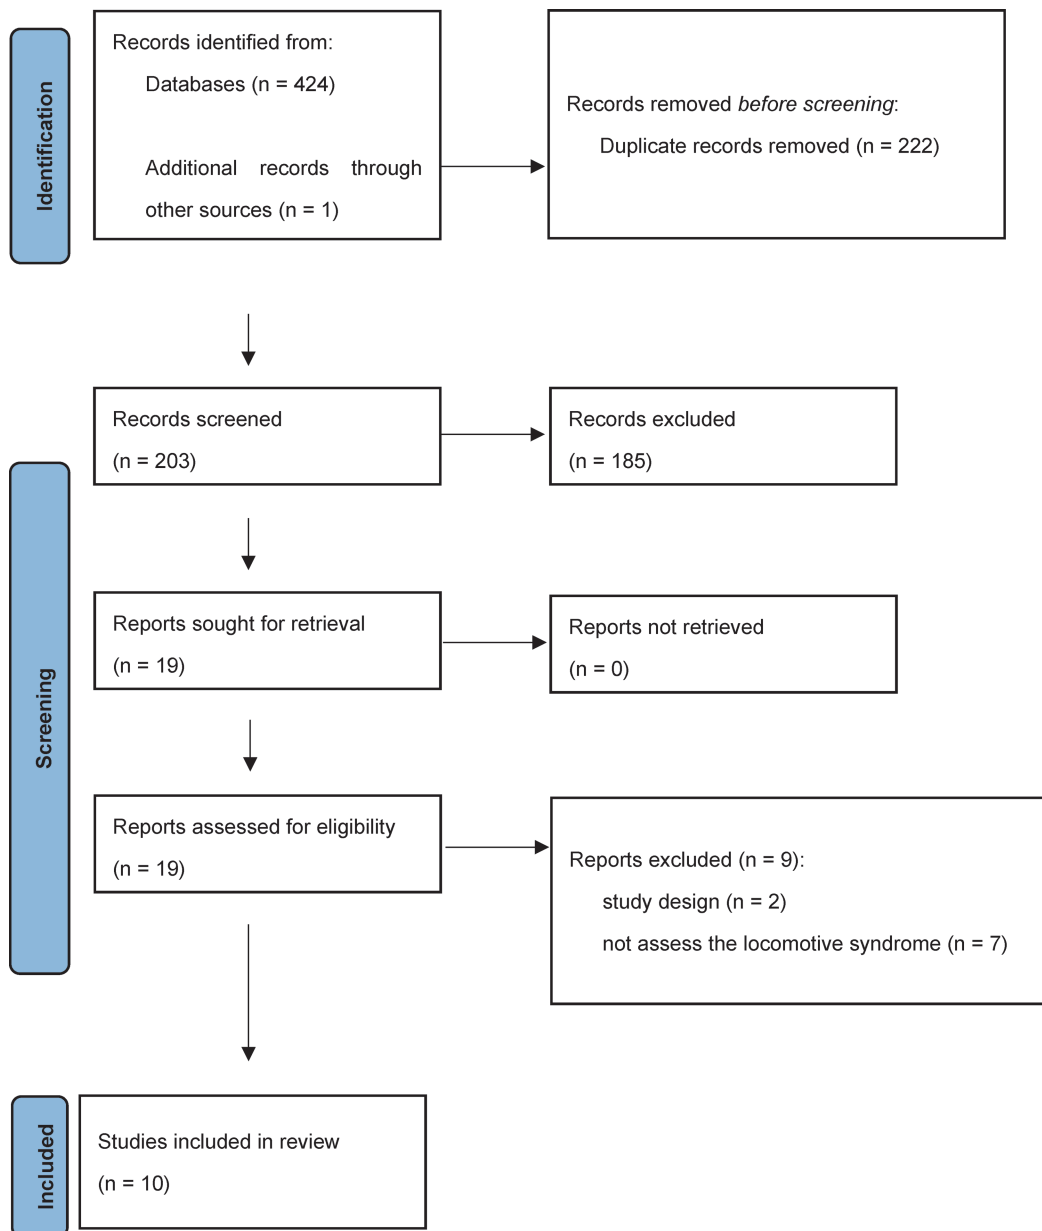 Identification
Records identified from:
Databases (n = 424)
Additional records through
other sources (n = 1)
Records removed before screening:
Duplicate records removed (n = 222)
Screening
Records screened
(n = 203)
Records excluded
(n = 185)
Reports sought for retrieval
(n = 19)
Reports not retrieved
(n = 0)
Reports assessed for eligibility
(n = 19)
Reports excluded (n = 9):
study design (n = 2)
not assess the locomotive syndrome (n = 7)
Included
Studies included in review
(n = 10)